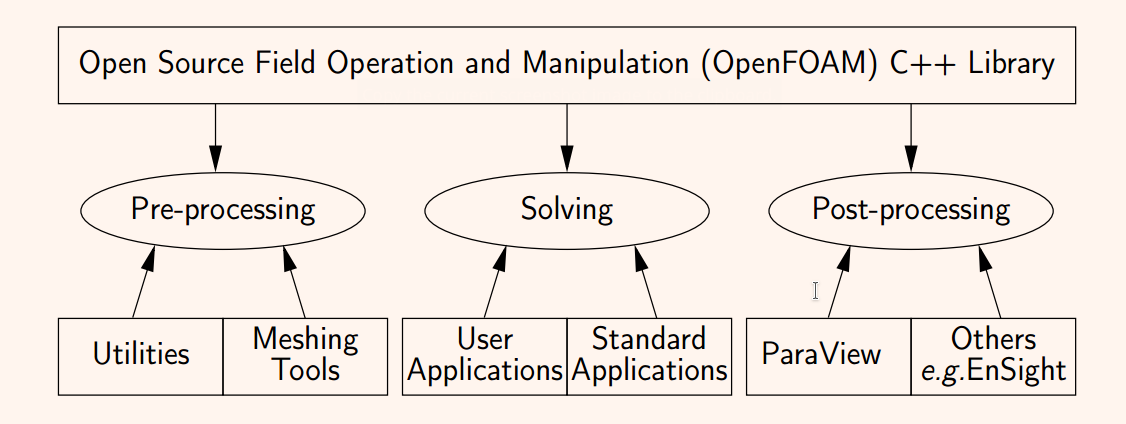 Open Source Field Operation and Manipulation (OpenFOAM) C++ Library
Pre-processing
Solving
Post-processing
Utilities
Meshing
Tools
User
Applications
Standard
Applications
ParaView
Others
e.g.EnSight